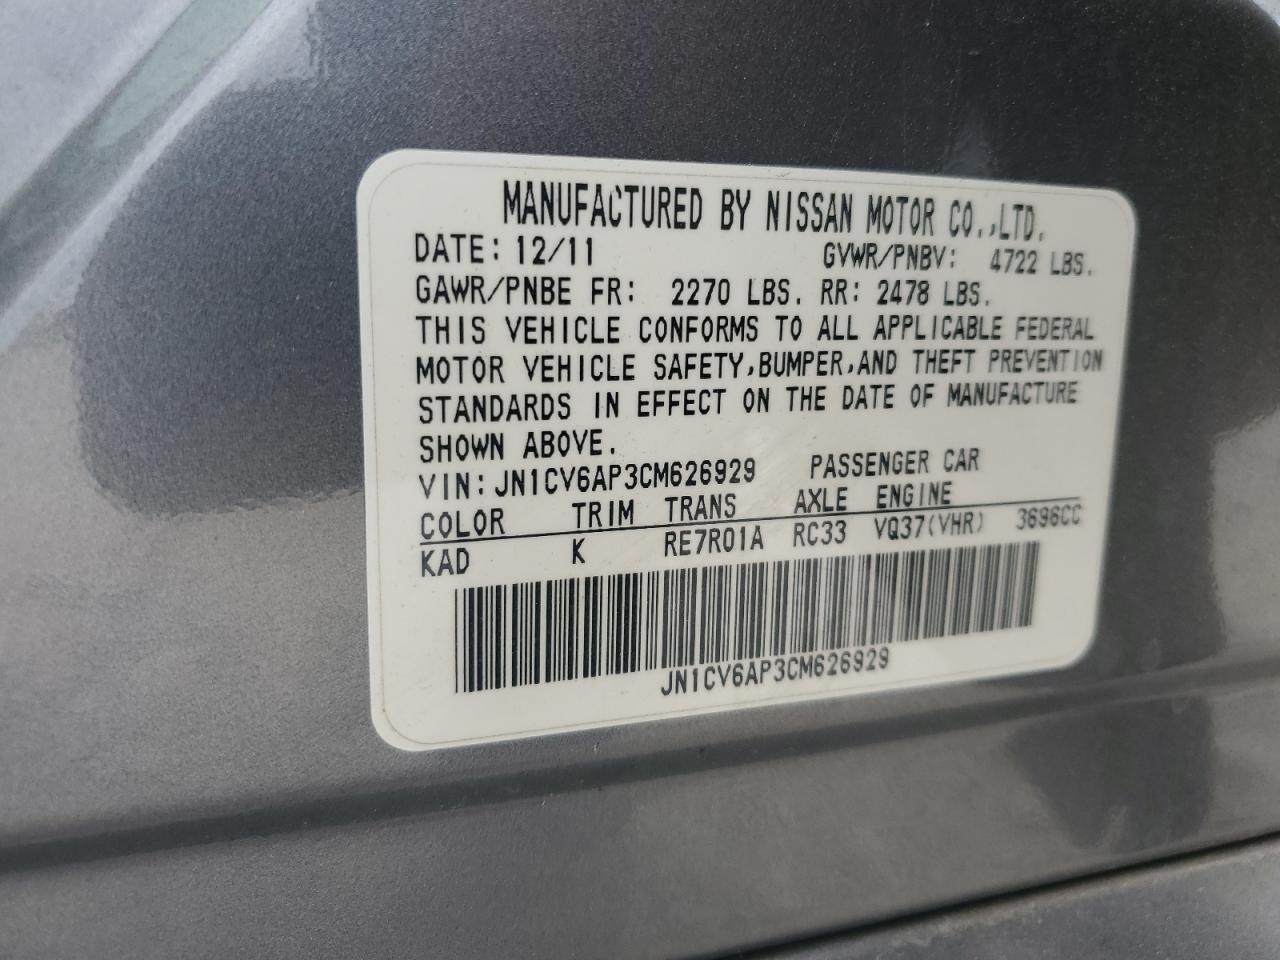 MANUFACTURED BY NISSAN MOTOR CO.,LTD.
DATE: 12/11 GVWR/PNBV: 4722 LBS.
GAWR/PNBE FR: 2270 LBS. RR: 2478 LBS.
THIS VEHICLE CONFORMS TO ALL APPLICABLE FEDERAL
MOTOR VEHICLE SAFETY,BUMPER,AND THEFT PREVENTION
STANDARDS IN EFFECT ON THE DATE OF MANUFACTURE
SHOWN ABOVE.
VIN: JN1CV6AP3CM626929 PASSENGER CAR
COLOR TRIM TRANS AXLE ENGINE
KAD K RE7R01A RC33 VQ37(VHR) 3696CC
JN1CV6AP3CM626929